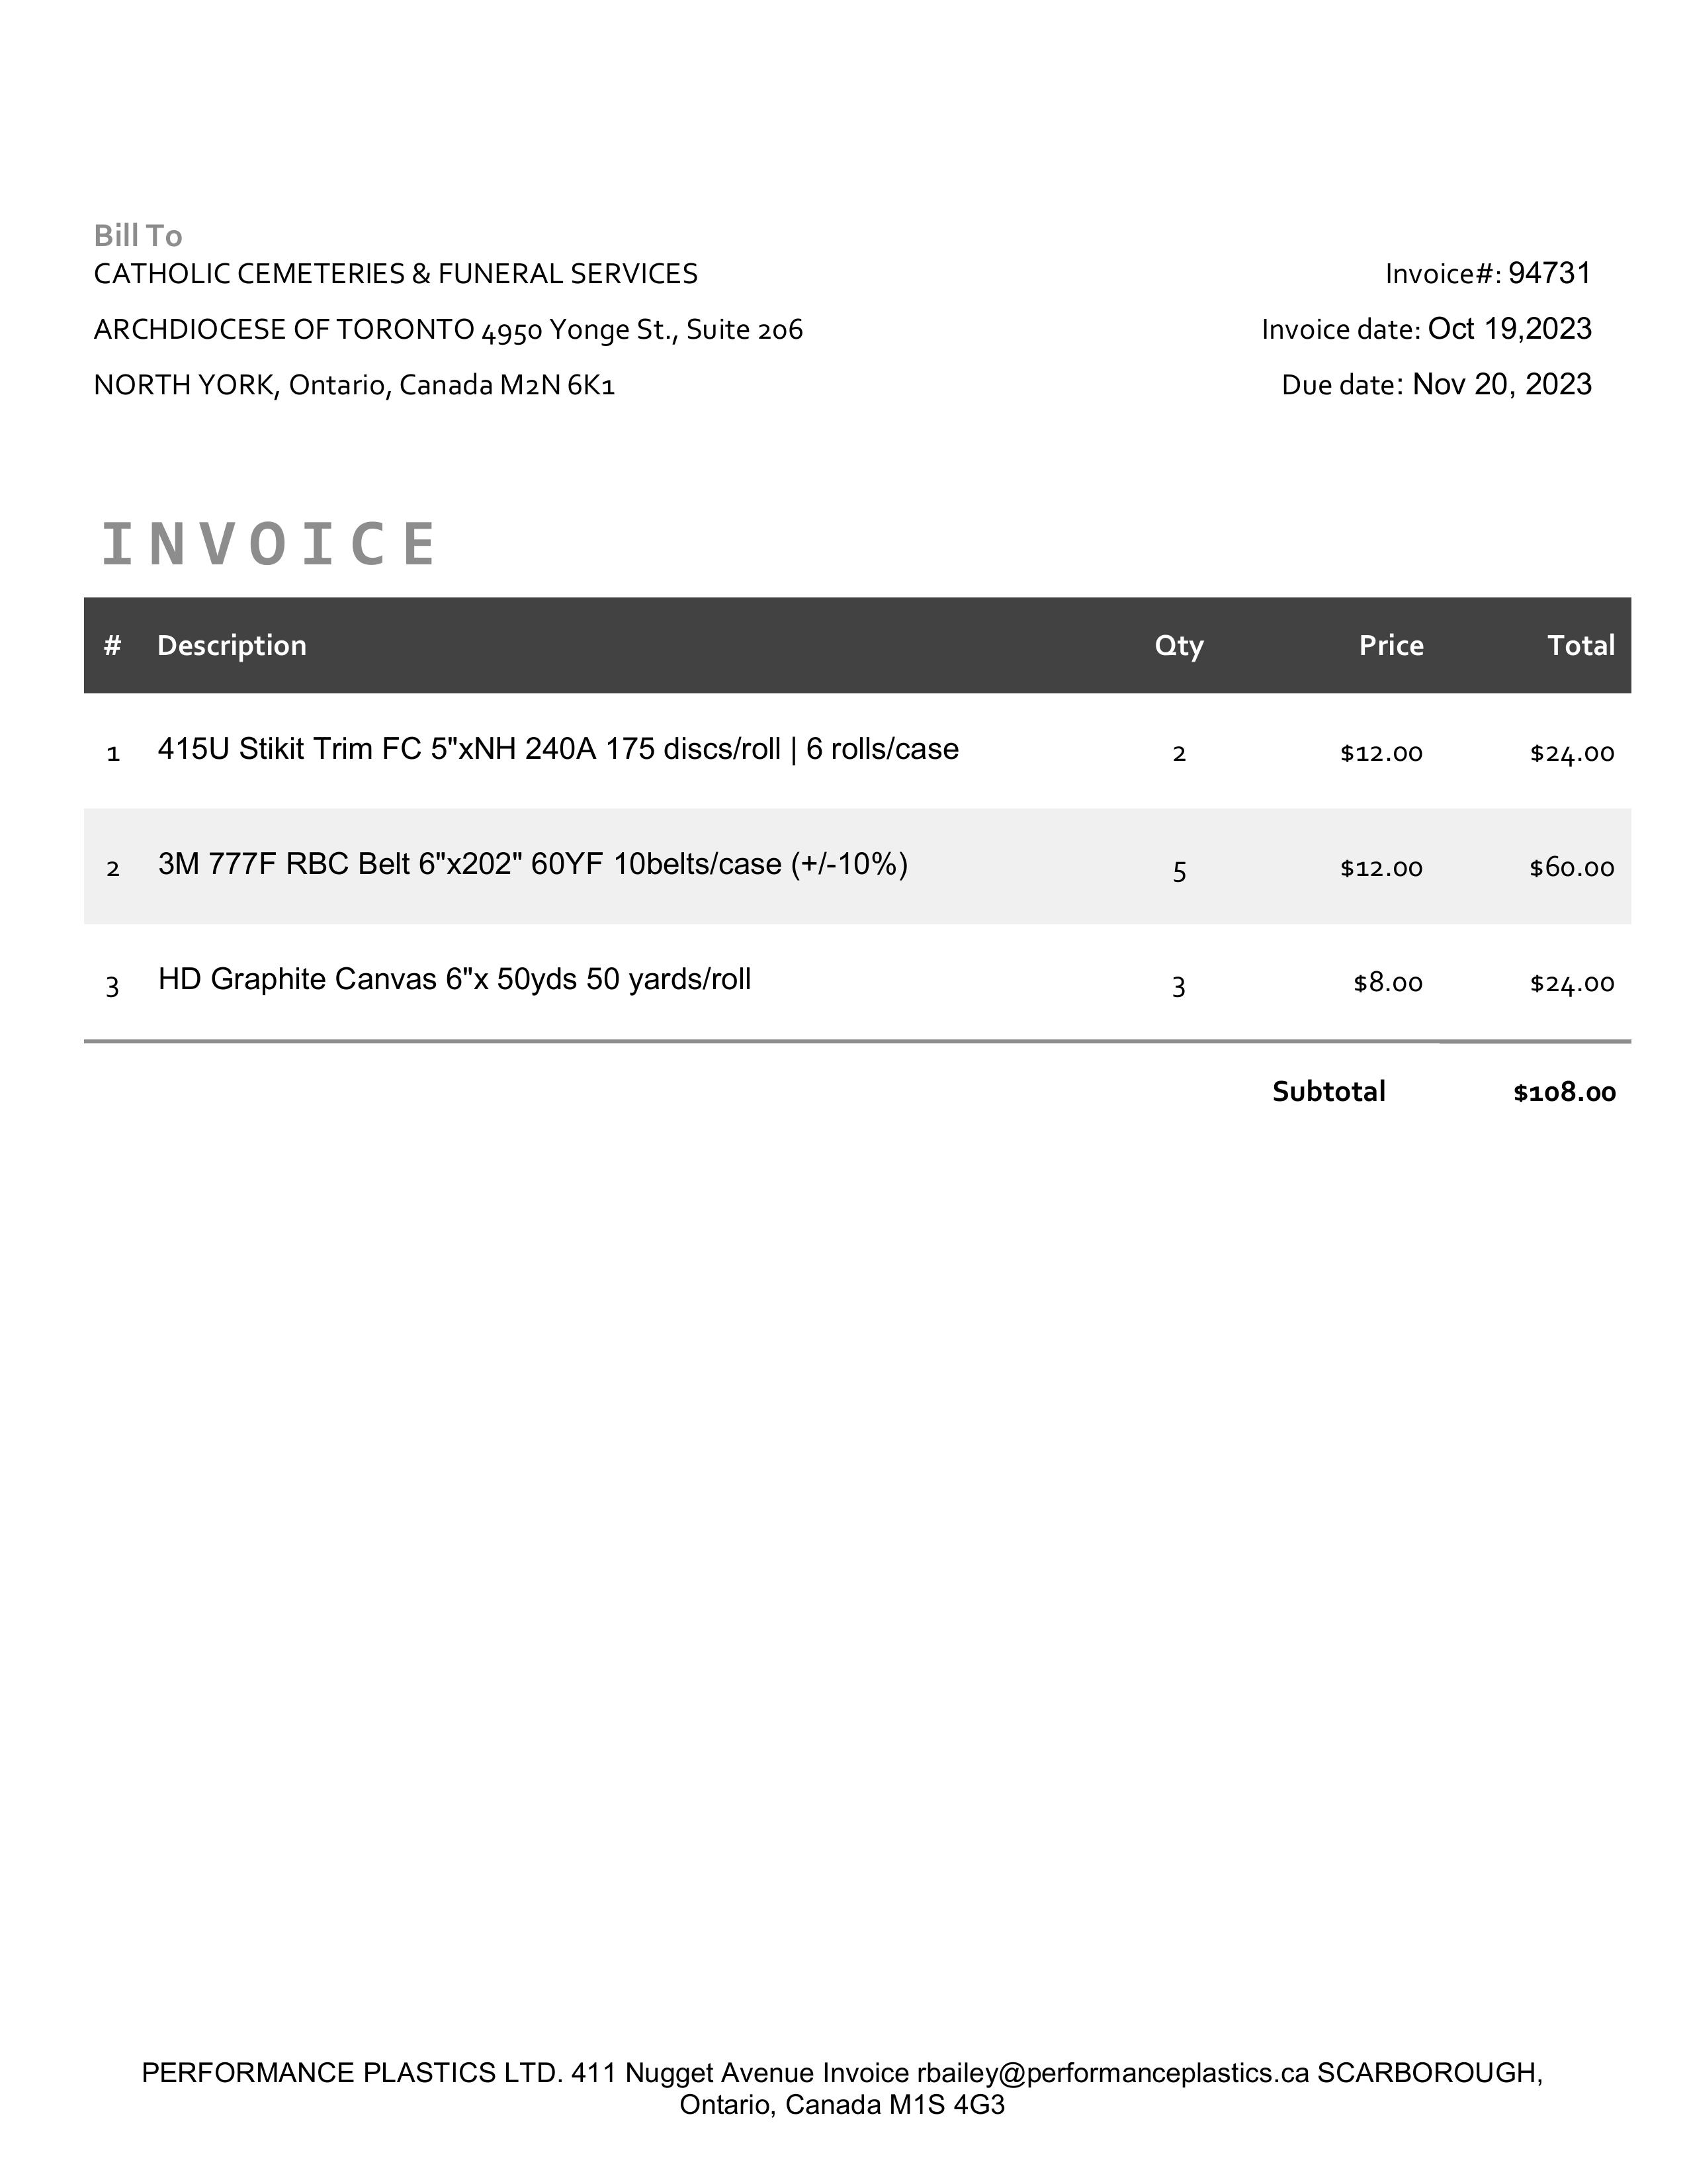 Bill To
CATHOLIC CEMETERIES & FUNERAL SERVICES
Invoice#: 94731
ARCHDIOCESE OF TORONTO 4950 Yonge St., Suite 206
Invoice date: Oct 19,2023
NORTH YORK, Ontario, Canada M2N 6K1
Due date: Nov 20, 2023
INVOICE
# Description Qty Price Total
1 415U Stikit Trim FC 5"xNH 240A 175 discs/roll | 6 rolls/case 2 $12.00 $24.00
2 3M 777F RBC Belt 6"x202" 60YF 10belts/case (+/-10%) 5 $12.00 $60.00
3 HD Graphite Canvas 6"x 50yds 50 yards/roll 3 $8.00 $24.00
Subtotal $108.00
PERFORMANCE PLASTICS LTD. 411 Nugget Avenue Invoice rbailey@performanceplastics.ca SCARBOROUGH,
Ontario, Canada M1S 4G3